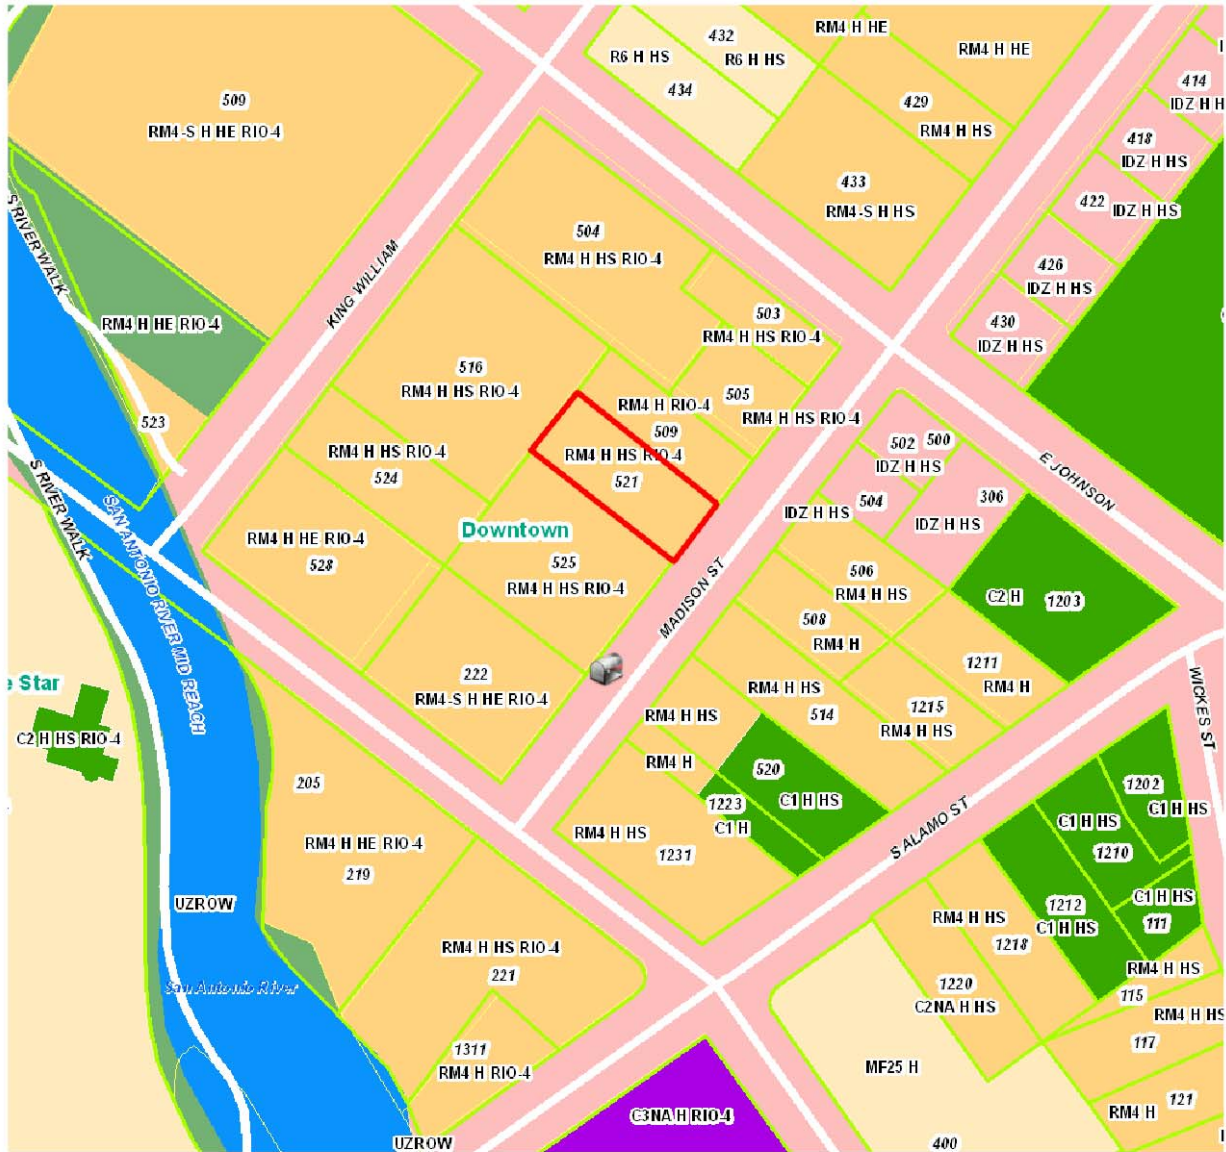 RM4 H HE
432
R6 H HS
RM4 H HE
R6 H HS
414
434
IDZ H H
509
RM4-S H HE RIO-4
429
RM4 H HS
418
IDZ H HS
433
RM4-S H HS
422
IDZ H HS
S RIVER WALK
504
RM4 H HS RIO-4
426
IDZ H HS
KING WILLIAM
503
RM4 H HS RIO-4
430
IDZ H HS
RM4 H HE RIO-4
516
RM4 H HS RIO-4
505
RM4 H HS RIO-4
RM4 H RIO-4
509
523
RM4 H HS RIO-4
521
RM4 H HS RIO-4
524
502
500
IDZ H HS
E JOHNSON
504
IDZ H HS
306
IDZ H HS
S RIVER WALK
SAN ANTONIO RIVER MID REACH
Downtown
RM4 H HE RIO-4
528
525
RM4 H HS RIO-4
506
RM4 H HS
C2 H
1203
MADISON ST
508
RM4 H
1211
RM4 H
222
RM4-S H HE RIO-4
RM4 H HS
514
1215
RM4 H HS
WICKES ST
e Star
C2 H HS RIO-4
RM4 H HS
RM4 H
520
C1 H HS
1223
C1 H
205
RM4 H HE RIO-4
219
RM4 H HS
1231
S ALAMO ST
1202
C1 H HS
C1 H HS
1210
UZROW
C1 H HS
111
1212
C1 H HS
RM4 H HS
1218
RM4 H HS RIO-4
221
RM4 H HS
115
San Antonio River
1220
C2NA H HS
RM4 H HS
117
1311
RM4 H RIO-4
MF25 H
121
RM4 H
C3NA H RIO-4
UZROW
400